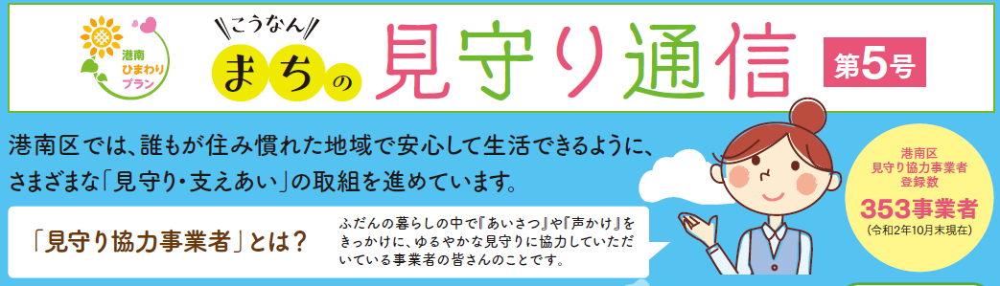 港南
ひまわり
プラン
こうなん
まちの
見守り通信
第5号
港南区では、誰もが住み慣れた地域で安心して生活できるように、
さまざまな「見守り・支えあい」の取組を進めています。
「見守り協力事業者」とは？
ふだんの暮らしの中で『あいさつ』や『声かけ』を
きっかけに、ゆるやかな見守りに協力していただ
いている事業者の皆さんのことです。
港南区
見守り協力事業者
登録数
353事業者
（令和2年10月末現在）